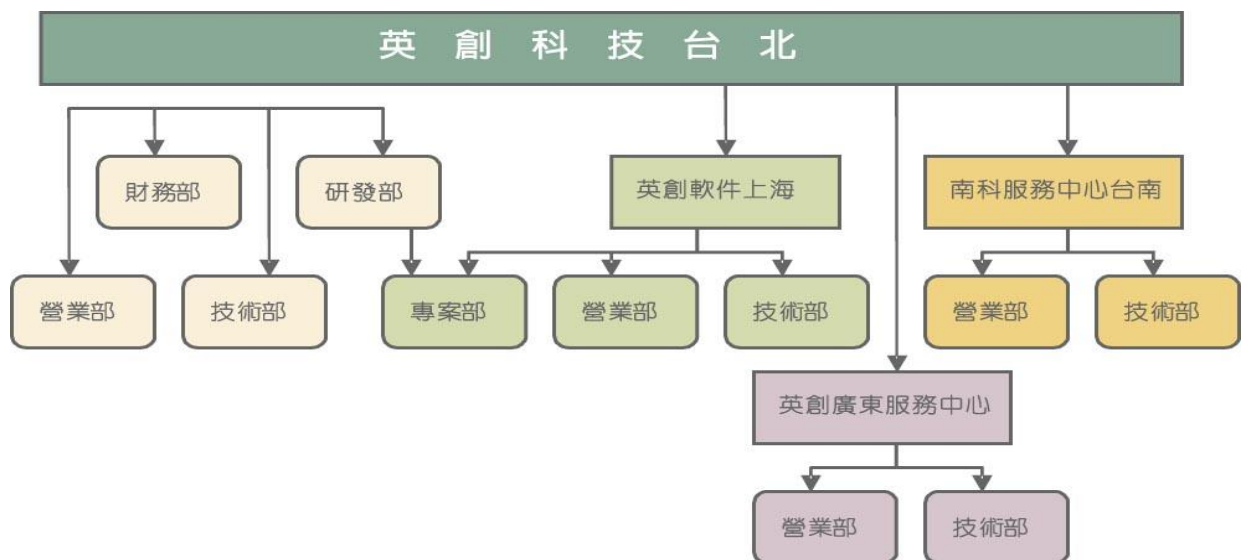 英創科技台北
財務部
研發部
英創軟件上海
南科服務中心台南
營業部
技術部
專案部
營業部
技術部
營業部
技術部
英創廣東服務中心
營業部
技術部